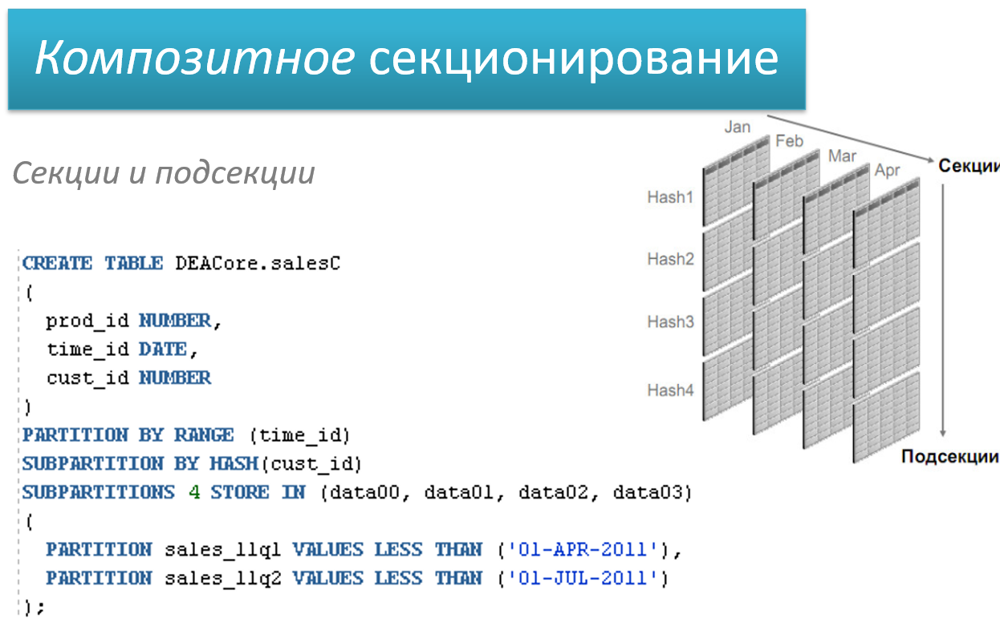 Композитное секционирование
Секции и подсекции
CREATE TABLE DEACore.salesC
(
prod_id NUMBER,
time_id DATE,
cust_id NUMBER
)
PARTITION BY RANGE (time_id)
SUBPARTITION BY HASH(cust_id)
SUBPARTITIONS 4 STORE IN (data00, data01, data02, data03)
(
PARTITION sales_11q1 VALUES LESS THAN ('01-APR-2011'),
PARTITION sales_11q2 VALUES LESS THAN ('01-JUL-2011')
);
Jan
Feb
Mar
Apr
Секции
Hash1
Hash2
Hash3
Hash4
Подсекции